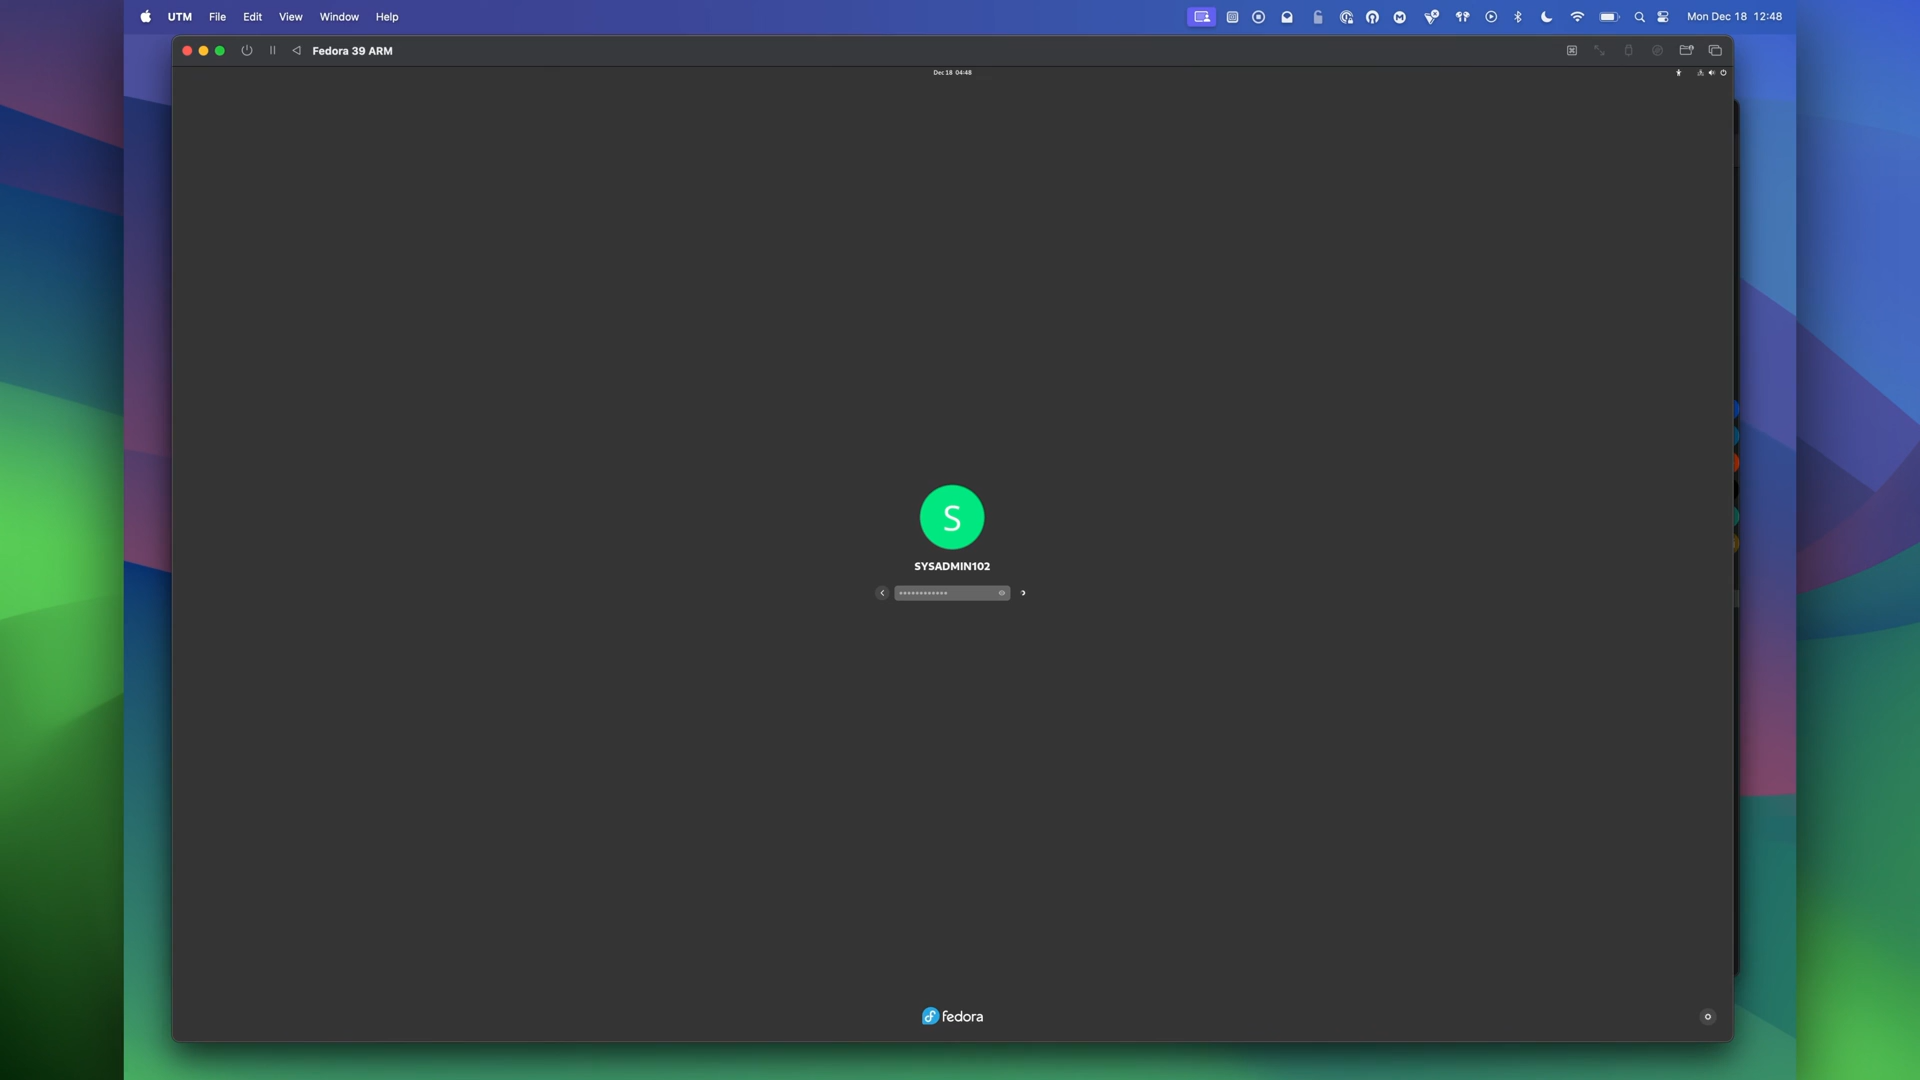 UTM File Edit View Window Help
Mon Dec 18 12:48
Fedora 39 ARM
Dec 18 04:48
S
SYSADMIN102
fedora